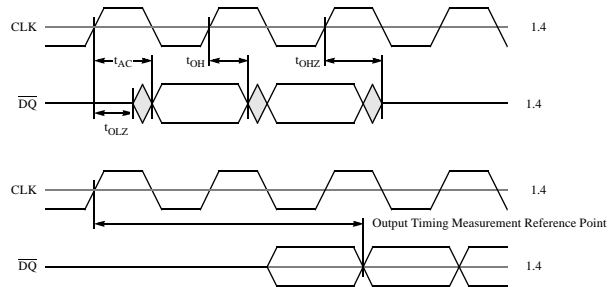 CLK 1.4
tAC tOH tOHZ
DQ 1.4
tOLZ
CLK 1.4
Output Timing Measurement Reference Point
DQ 1.4